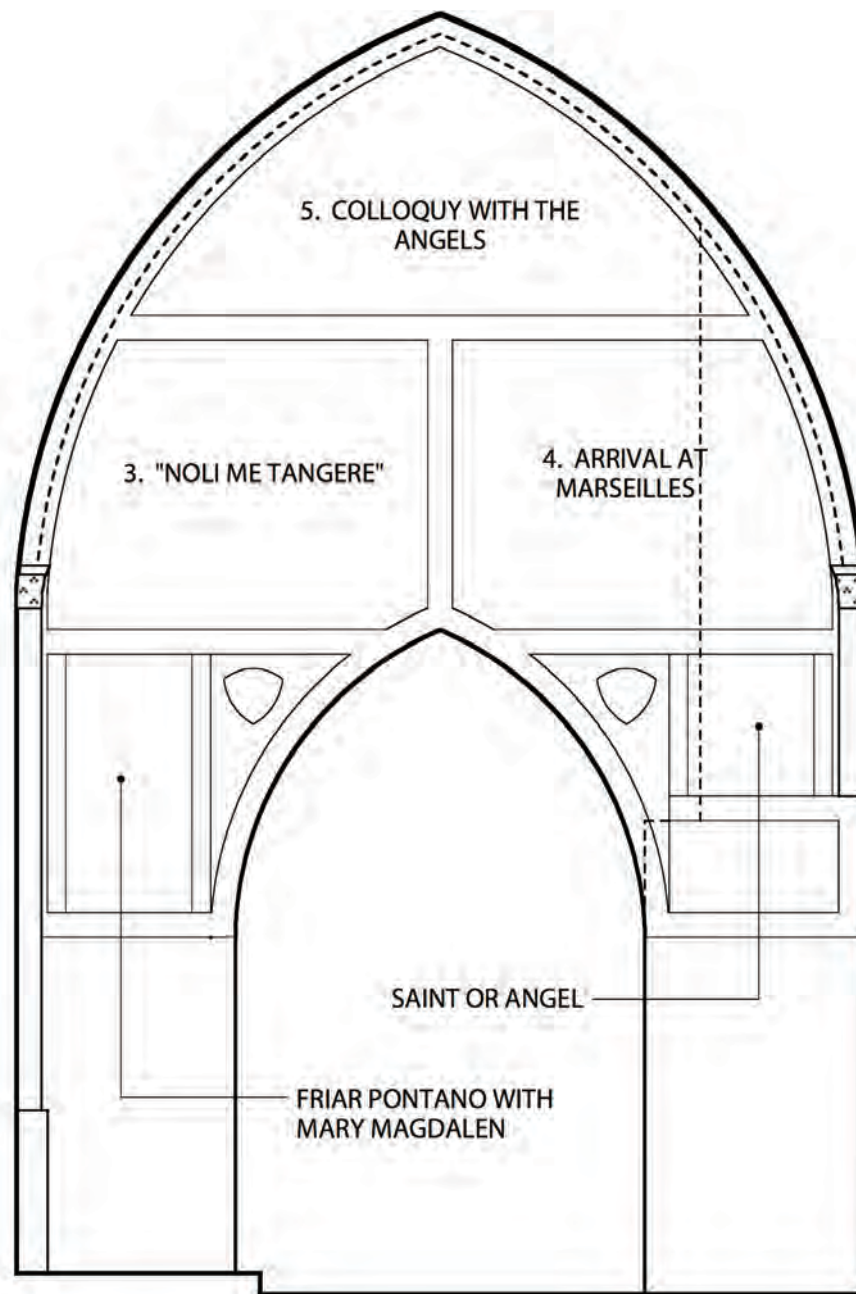 5. COLLOQUY WITH THE
ANGELS
3. "NOLI ME TANGERE"
4. ARRIVAL AT
MARSEILLES
SAINT OR ANGEL
FRIAR PONTANO WITH
MARY MAGDALEN